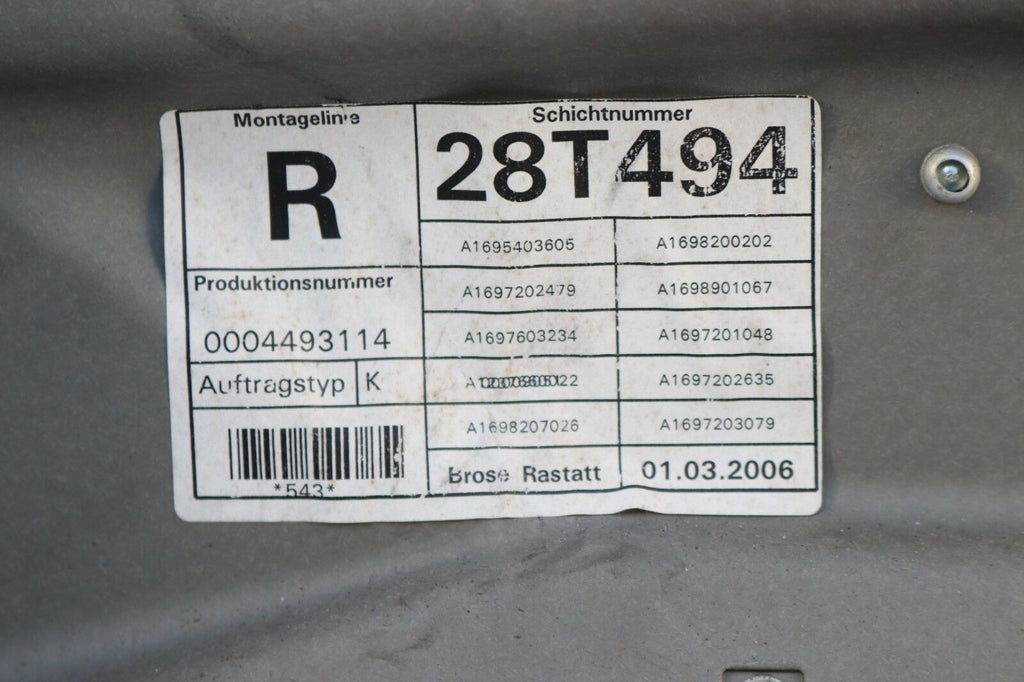 Montagelinie
R
Schichtnummer
28T494
A1695403605 A1698200202
Produktionsnummer
A1697202479 A1698901067
0004493114
A1697603234 A1697201048
Auftragstyp K
A1697202635
A1698207026 A1697203079
*543*
Brose Rastatt 01.03.2006